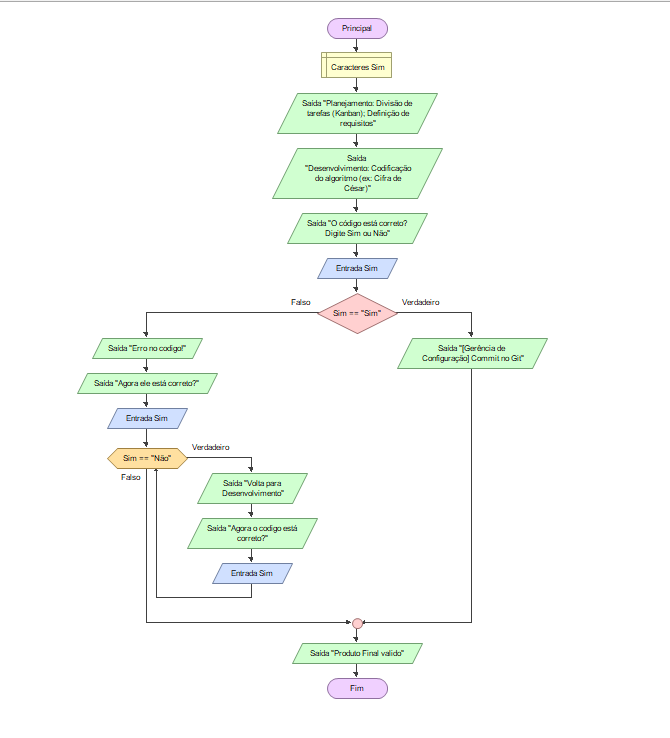 Principal
Caracteres Sim
Saída "Planejamento: Divisão de
tarefas (Kanban); Definição de
requisitos"
Saída
"Desenvolvimento: Codificação
do algoritmo (ex: Cifra de
César)"
Saída "O código está correto?
Digite Sim ou Não"
Entrada Sim
Sim == "Sim"
Falso
Verdadeiro
Saída "Erro no codigo!"
Saída "Agora ele está correto?"
Entrada Sim
Sim == "Não"
Verdadeiro
Falso
Saída "Volta para
Desenvolvimento"
Saída "Agora o codigo está
correto?"
Entrada Sim
Saída "[Gerência de
Configuração] Commit no Git"
Saída "Produto Final valido"
Fim